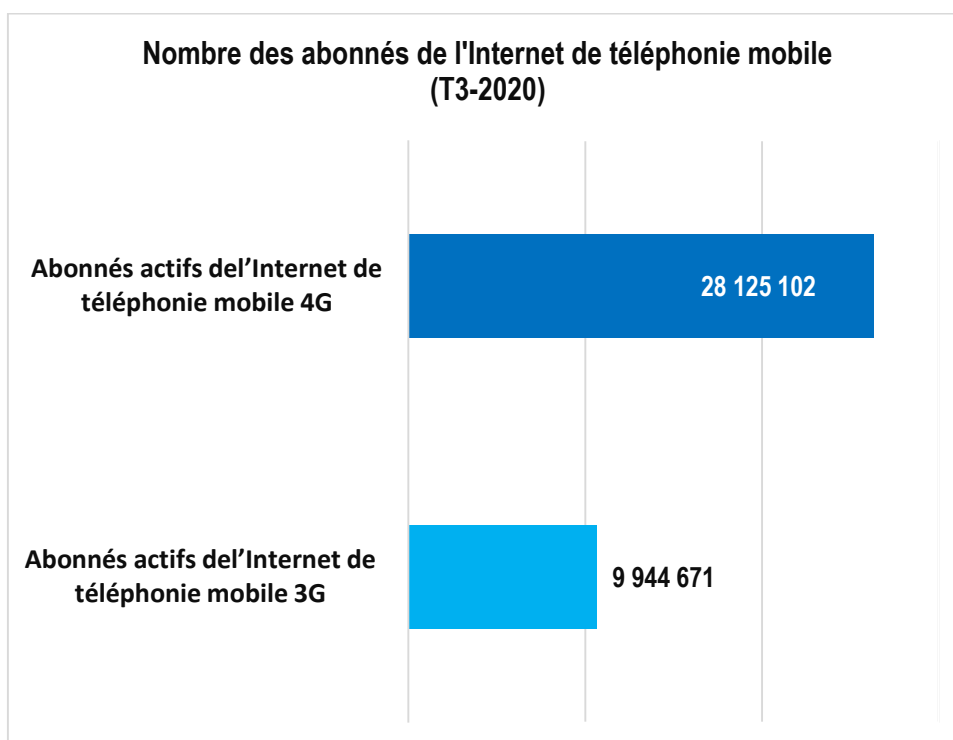 Nombre des abonnés de l'Internet de téléphonie mobile
(T3-2020)
Abonnés actifs del’Internet de
téléphonie mobile 4G
28 125 102
Abonnés actifs del’Internet de
téléphonie mobile 3G
9 944 671